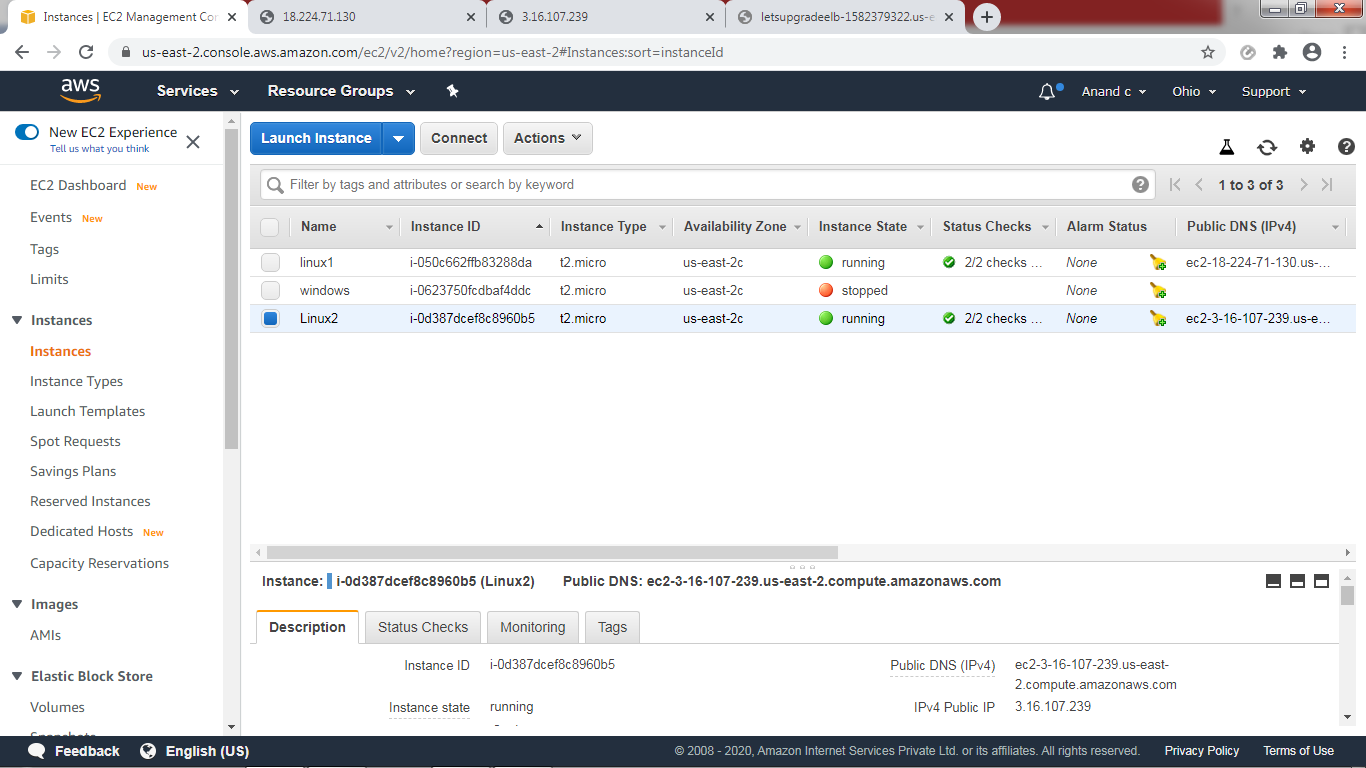 Instances | EC2 Management Con
18.224.71.130
3.16.107.239
letsupgradeelb-1582379322.us-e
us-east-2.console.aws.amazon.com/ec2/v2/home?region=us-east-2#Instances:sort=instanceId
aws Services Resource Groups Anand c Ohio Support
New EC2 Experience
Tell us what you think
EC2 Dashboard New
Events New
Tags
Limits
Instances
Instances
Instance Types
Launch Templates
Spot Requests
Savings Plans
Reserved Instances
Dedicated Hosts New
Capacity Reservations
Images
AMIs
Elastic Block Store
Volumes
Snapshots
Launch Instance Connect Actions
Filter by tags and attributes or search by keyword 1 to 3 of 3
Name Instance ID Instance Type Availability Zone Instance State Status Checks Alarm Status Public DNS (IPv4)
linux1 i-050c662ffb83288da t2.micro us-east-2c running 2/2 checks ... None ec2-18-224-71-130.us-...
windows i-0623750fcdbaf4ddc t2.micro us-east-2c stopped None
Linux2 i-0d387dcef8c8960b5 t2.micro us-east-2c running 2/2 checks ... None ec2-3-16-107-239.us-e...
Instance: i-0d387dcef8c8960b5 (Linux2) Public DNS: ec2-3-16-107-239.us-east-2.compute.amazonaws.com
Description Status Checks Monitoring Tags
Instance ID i-0d387dcef8c8960b5 Public DNS (IPv4) ec2-3-16-107-239.us-east-
2.compute.amazonaws.com
Instance state running IPv4 Public IP 3.16.107.239
Feedback English (US) © 2008 - 2020, Amazon Internet Services Private Ltd. or its affiliates. All rights reserved. Privacy Policy Terms of Use